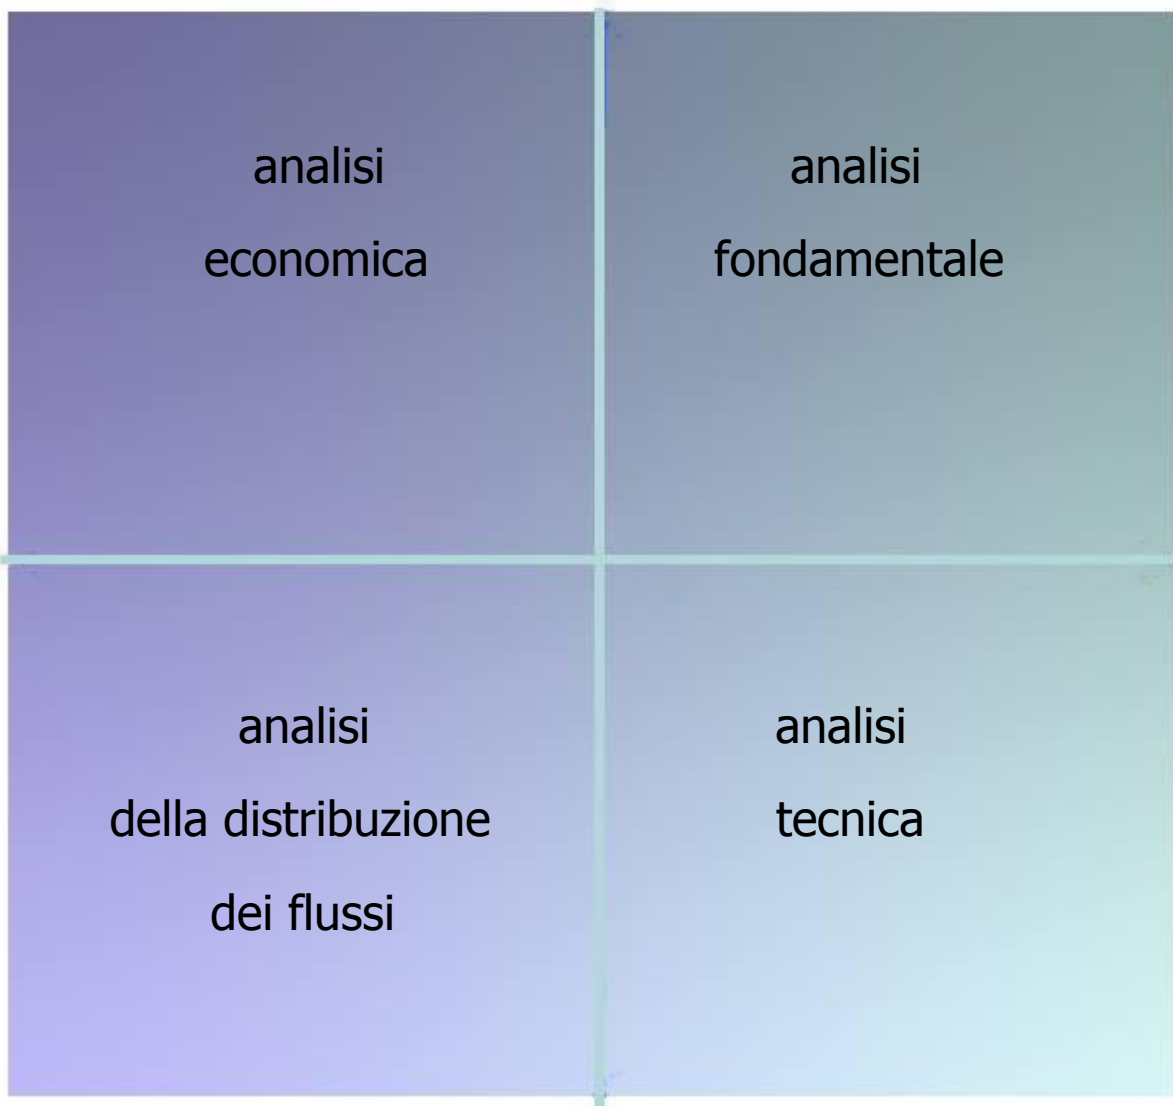 analisi
economica
analisi
fondamentale
analisi
della distribuzione
dei flussi
analisi
tecnica